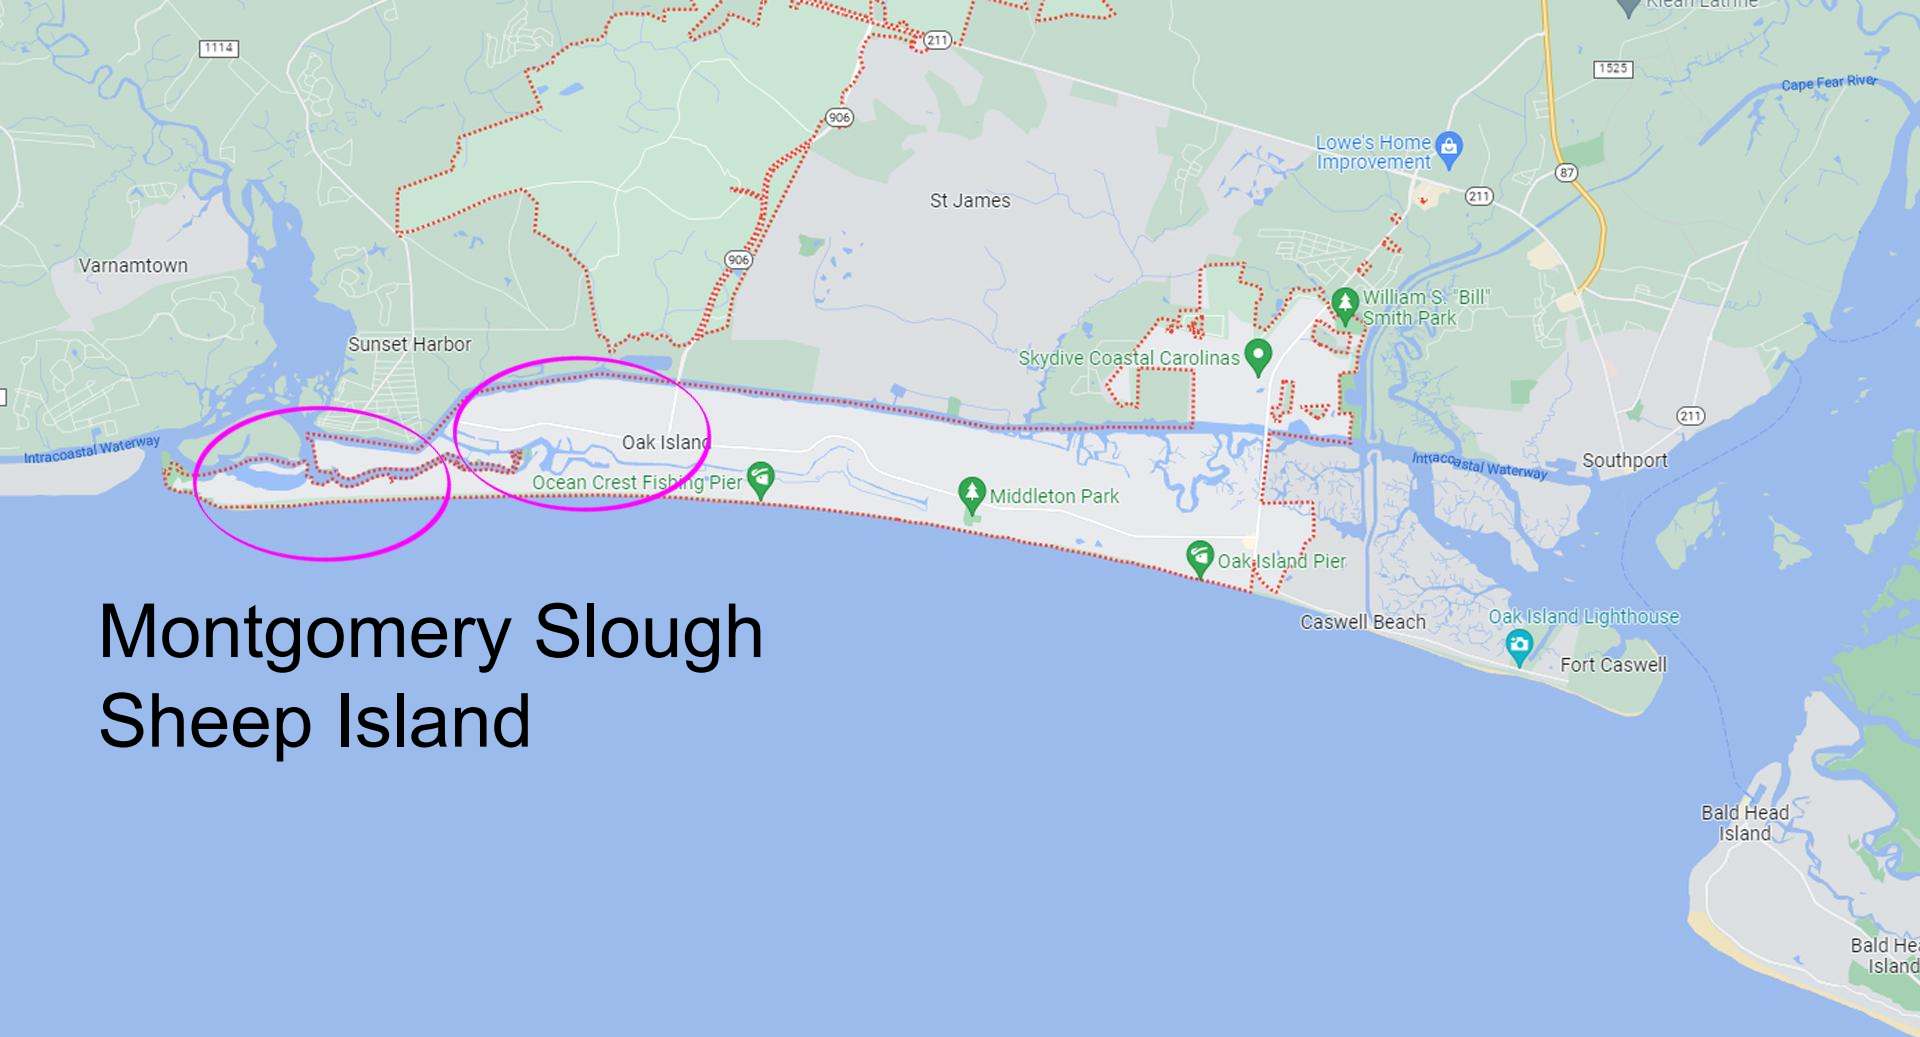 Klean Latrine
1114
211
1525
Cape Fear River
906
Lowe's Home
Improvement
87
211
St James
906
Varnamtown
William S. "Bill"
Smith Park
Sunset Harbor
Skydive Coastal Carolinas
211
Intracoastal Waterway
Oak Island
Intracoastal Waterway
Southport
Ocean Crest Fishing Pier
Middleton Park
Oak Island Pier
Caswell Beach
Oak Island Lighthouse
Fort Caswell
Montgomery Slough
Sheep Island
Bald Head
Island
Bald Hea
Island